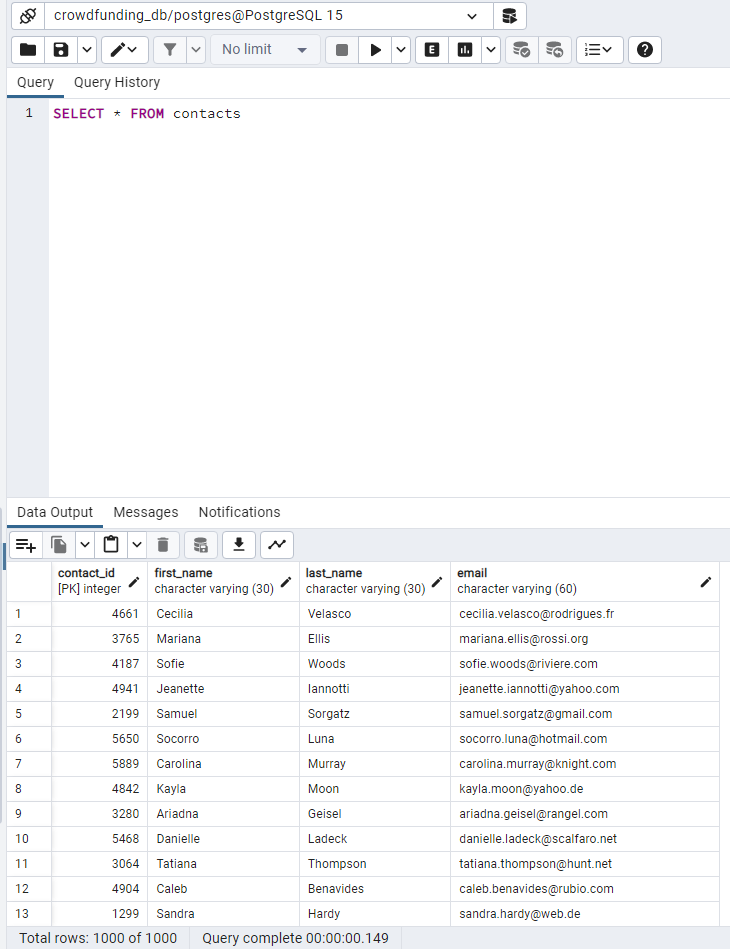 crowdfunding_db/postgres@PostgreSQL 15
No limit
E
Query Query History
1 SELECT * FROM contacts
Data Output Messages Notifications
contact_id first_name last_name email
[PK] integer character varying (30) character varying (30) character varying (60)
1 4661 Cecilia Velasco cecilia.velasco@rodrigues.fr
2 3765 Mariana Ellis mariana.ellis@rossi.org
3 4187 Sofie Woods sofie.woods@riviere.com
4 4941 Jeanette Iannotti jeanette.iannotti@yahoo.com
5 2199 Samuel Sorgatz samuel.sorgatz@gmail.com
6 5650 Socorro Luna socorro.luna@hotmail.com
7 5889 Carolina Murray carolina.murray@knight.com
8 4842 Kayla Moon kayla.moon@yahoo.de
9 3280 Ariadna Geisel ariadna.geisel@rangel.com
10 5468 Danielle Ladeck danielle.ladeck@scalfaro.net
11 3064 Tatiana Thompson tatiana.thompson@hunt.net
12 4904 Caleb Benavides caleb.benavides@rubio.com
13 1299 Sandra Hardy sandra.hardy@web.de
Total rows: 1000 of 1000 Query complete 00:00:00.149